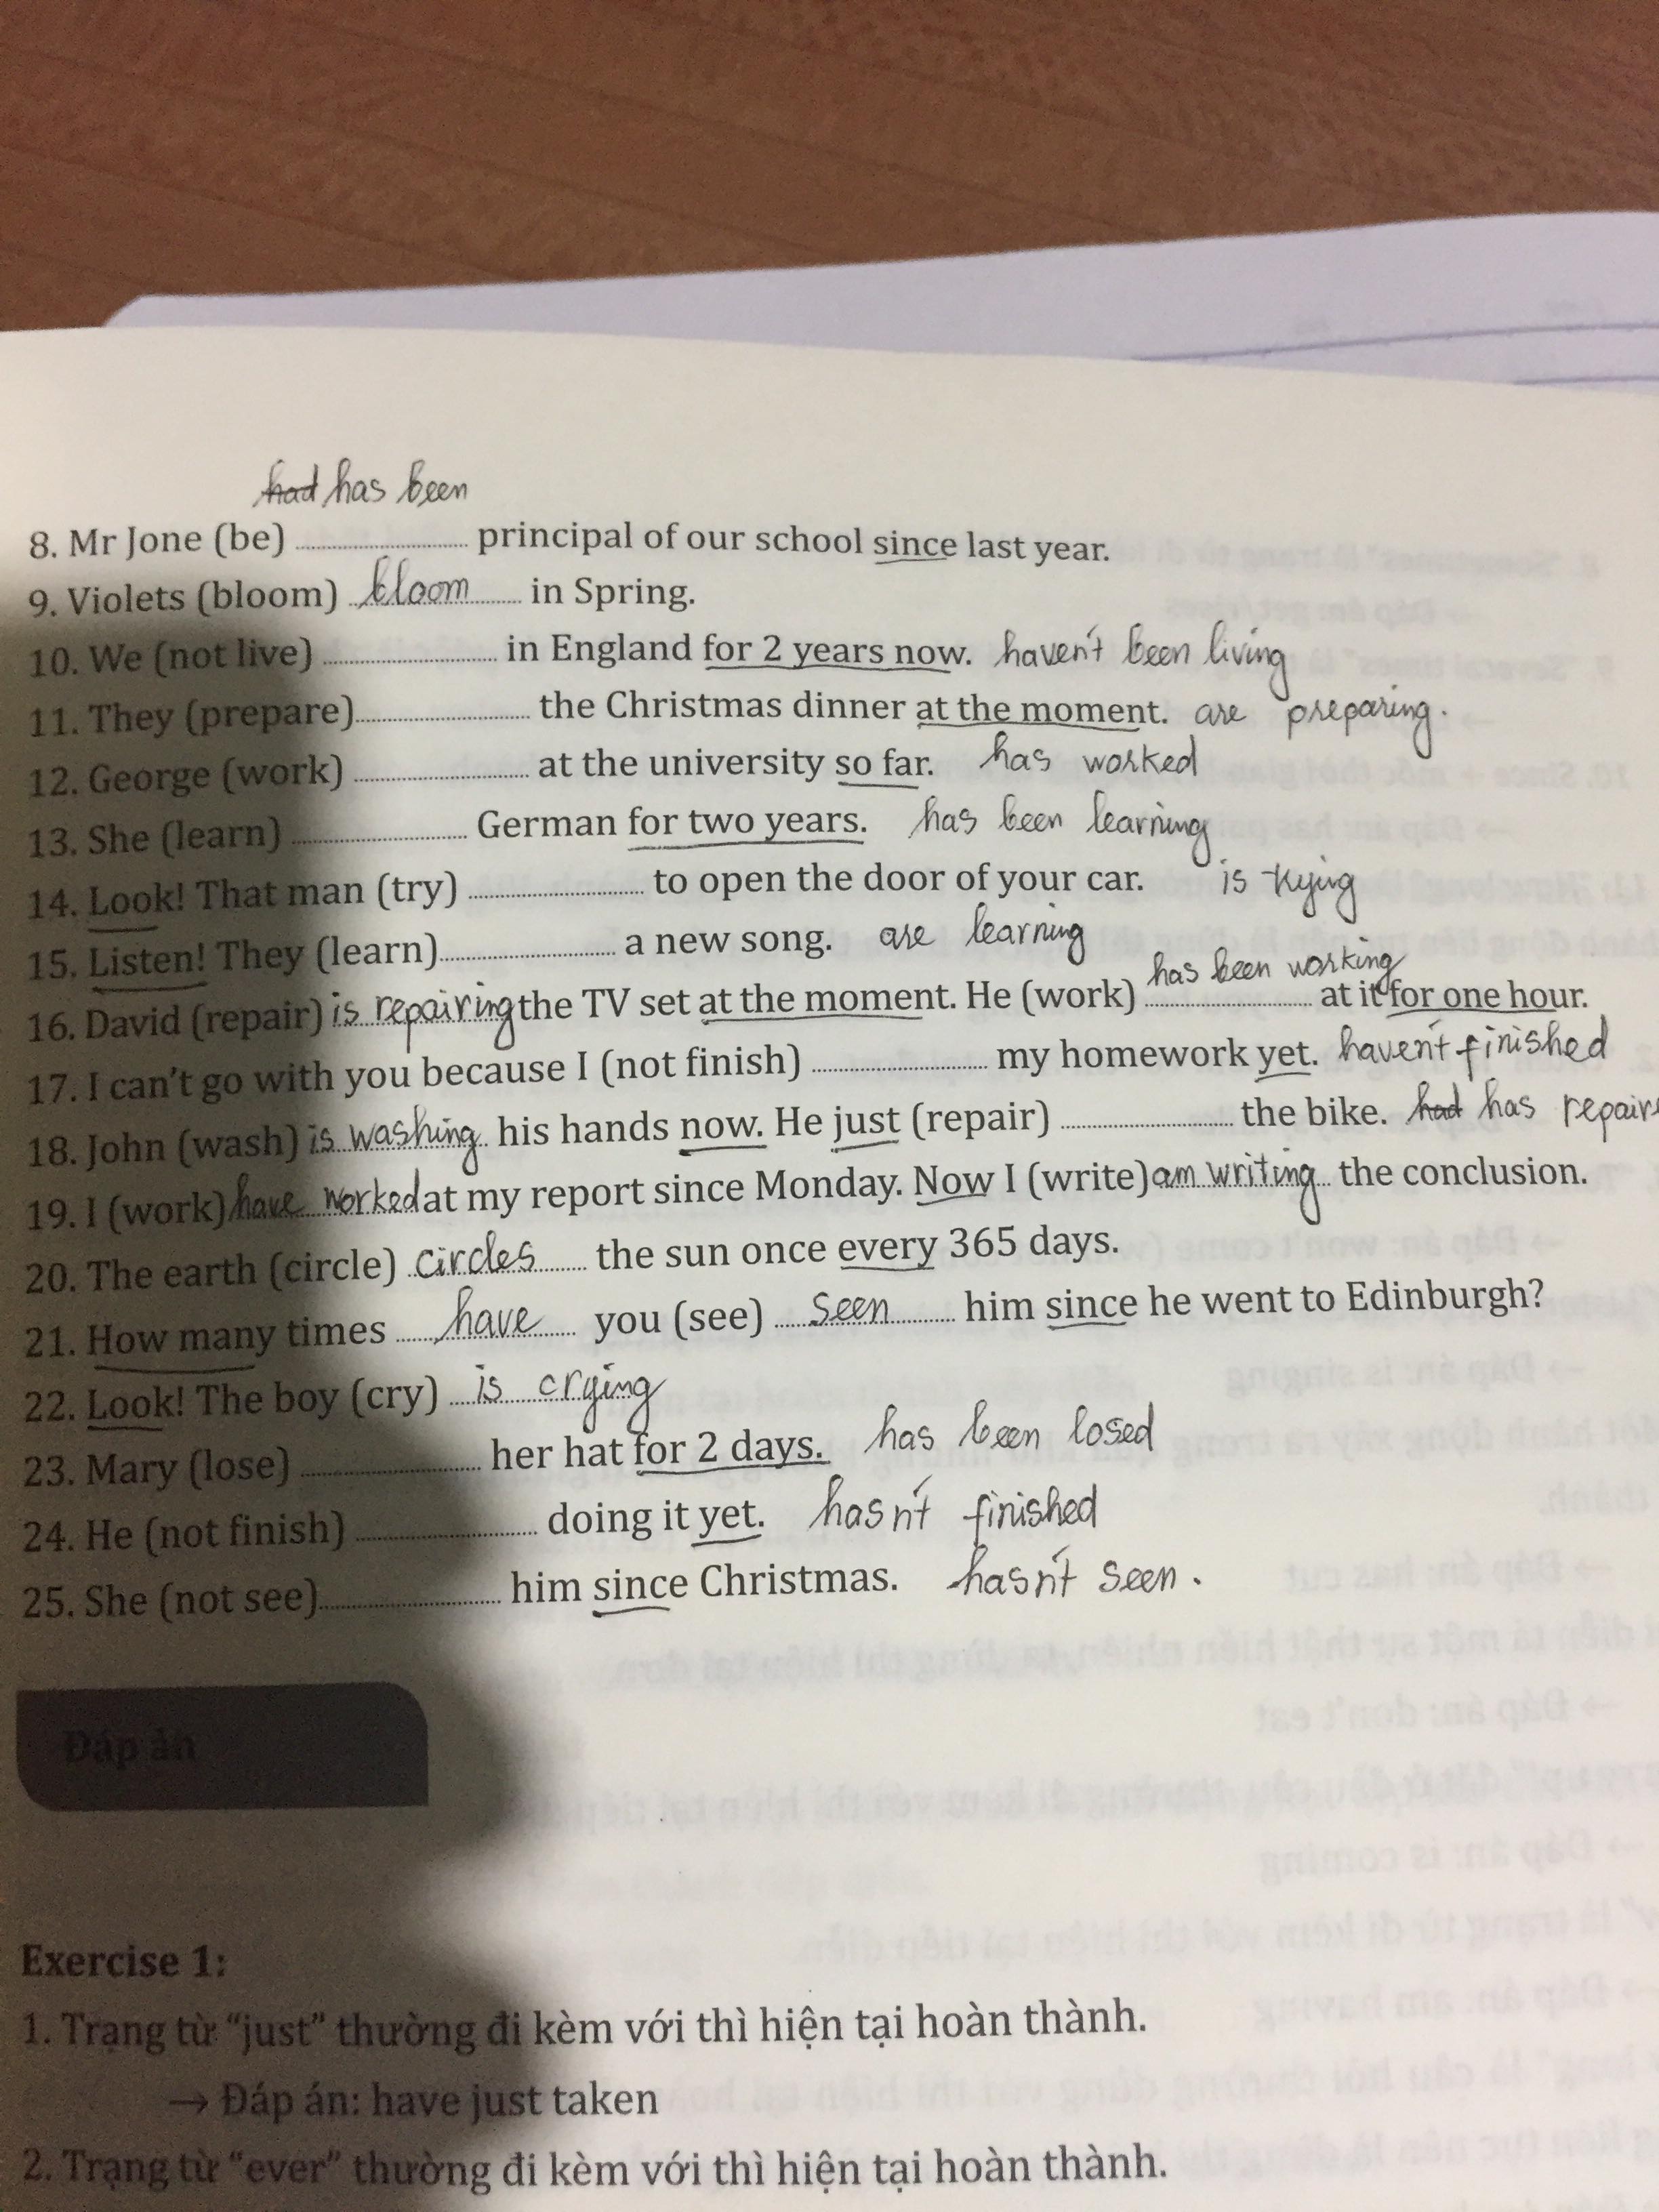 had has been
8. Mr Jone (be) .................... principal of our school since last year.
9. Violets (bloom) bloom in Spring.
10. We (not live) .................... in England for 2 years now. haven't been living
11. They (prepare).................... the Christmas dinner at the moment. are preparing.
12. George (work) .................... at the university so far. has worked
13. She (learn) .................... German for two years. has been learning
14. Look! That man (try) .................... to open the door of your car. is trying
15. Listen! They (learn).................... a new song. are learning
has been working
16. David (repair) is repairing the TV set at the moment. He (work) .................... at it for one hour.
17. I can't go with you because I (not finish) .................... my homework yet. haven't finished
18. John (wash) is washing his hands now. He just (repair) .................... the bike. had has
19. I (work) have worked at my report since Monday. Now I (write) am writing the conclusion.
20. The earth (circle) circles the sun once every 365 days.
21. How many times have you (see) seen him since he went to Edinburgh?
22. Look! The boy (cry) is crying
23. Mary (lose) .................... her hat for 2 days. has been losed
24. He (not finish) .................... doing it yet. hasn't finished
25. She (not see).................... him since Christmas. hasn't seen.
Đáp án
Exercise 1:
1. Trạng từ “just” thường đi kèm với thì hiện tại hoàn thành.
→ Đáp án: have just taken
2. Trạng từ “ever” thường đi kèm với thì hiện tại hoàn thành.